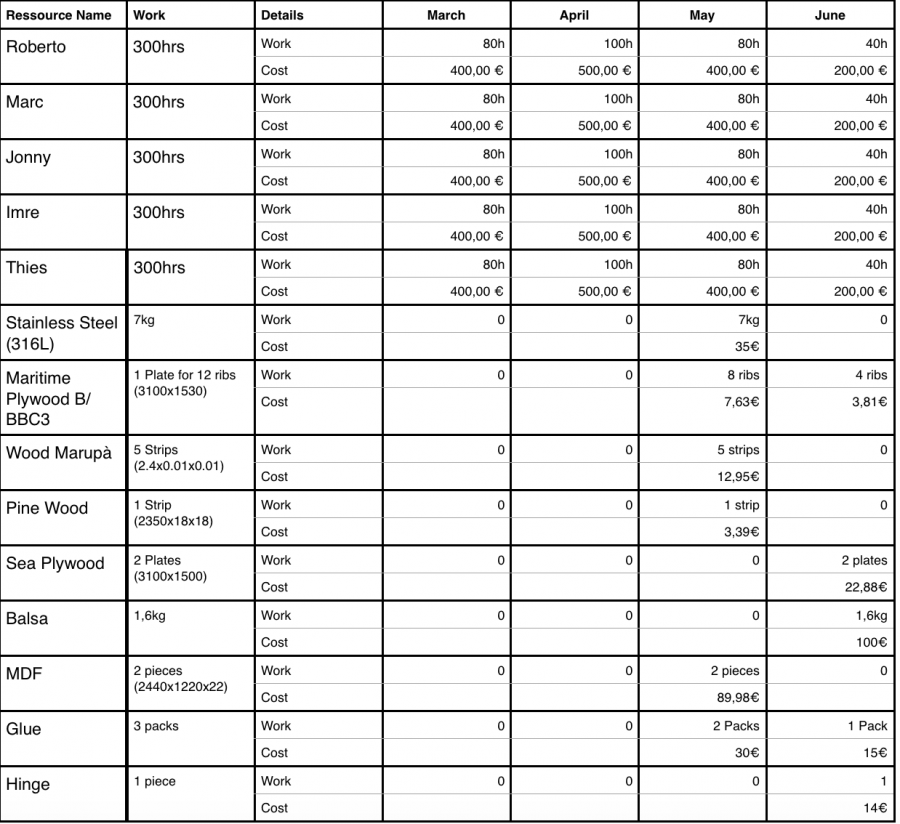 Ressource Name Work Details March April May June
Roberto 300hrs Work 80h 100h 80h 40h
Cost 400,00 € 500,00 € 400,00 € 200,00 €
Marc 300hrs Work 80h 100h 80h 40h
Cost 400,00 € 500,00 € 400,00 € 200,00 €
Jonny 300hrs Work 80h 100h 80h 40h
Cost 400,00 € 500,00 € 400,00 € 200,00 €
Imre 300hrs Work 80h 100h 80h 40h
Cost 400,00 € 500,00 € 400,00 € 200,00 €
Thies 300hrs Work 80h 100h 80h 40h
Cost 400,00 € 500,00 € 400,00 € 200,00 €
Stainless Steel 7kg Work 0 0 7kg 0
(316L) Cost 35€
Maritime 1 Plate for 12 ribs Work 0 0 8 ribs 4 ribs
Plywood B/ (3100x1530) Cost 7,63€ 3,81€
BBC3
Wood Marupà 5 Strips Work 0 0 5 strips 0
(2.4x0.01x0.01) Cost 12,95€
Pine Wood 1 Strip Work 0 0 1 strip 0
(2350x18x18) Cost 3,39€
Sea Plywood 2 Plates Work 0 0 0 2 plates
(3100x1500) Cost 22,88€
Balsa 1,6kg Work 0 0 0 1,6kg
Cost 100€
MDF 2 pieces Work 0 0 2 pieces 0
(2440x1220x22) Cost 89,98€
Glue 3 packs Work 0 0 2 Packs 1 Pack
Cost 30€ 15€
Hinge 1 piece Work 0 0 0 1
Cost 14€